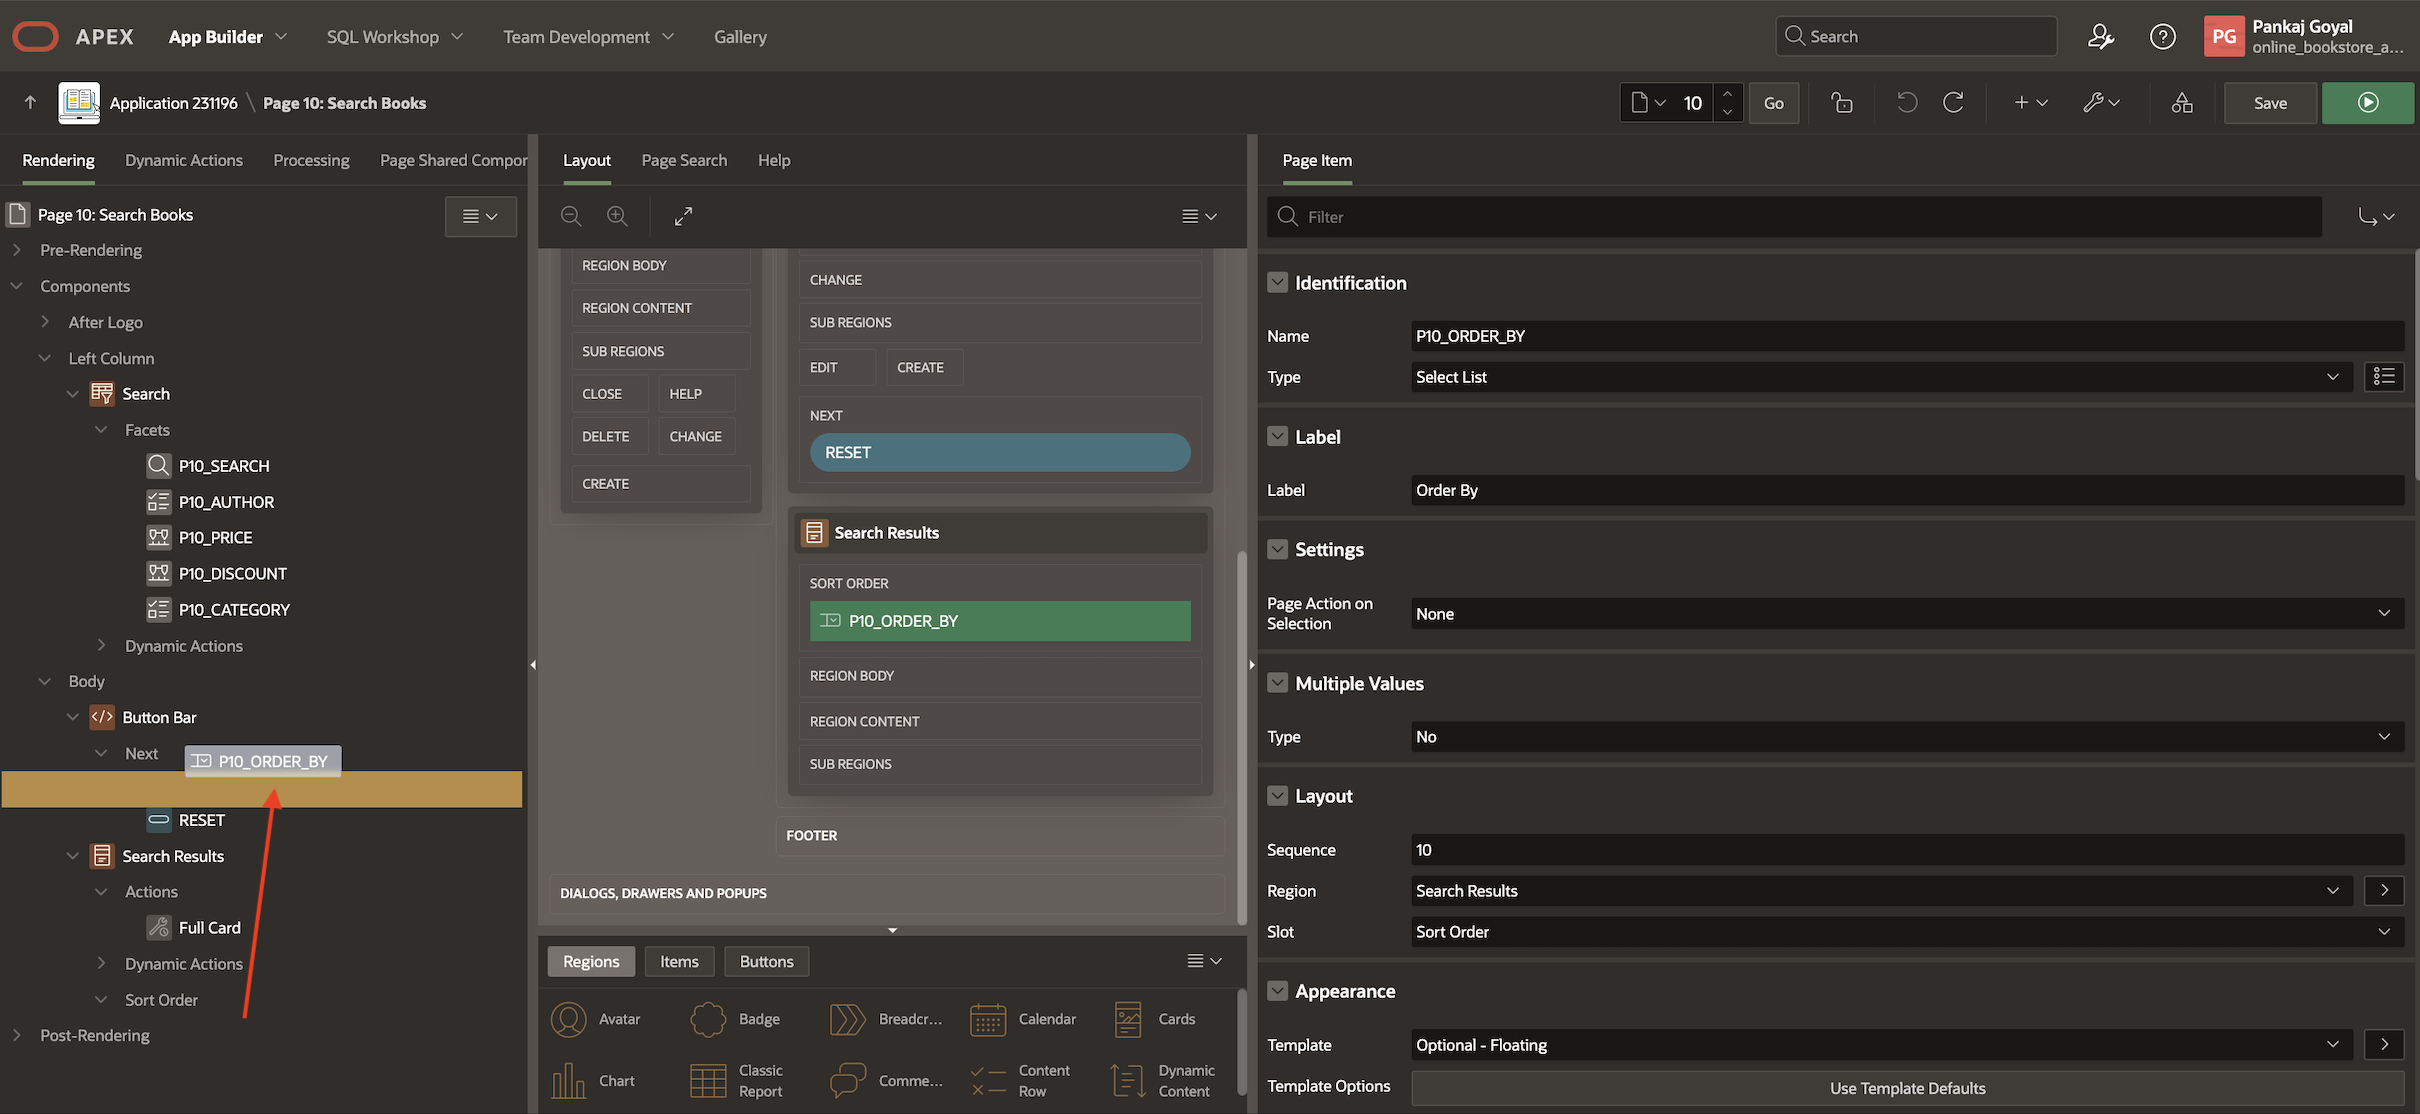 APEX App Builder SQL Workshop Team Development Gallery Search PG Pankaj Goyal
online_bookstore_a...
Application 231196 \ Page 10: Search Books 10 Go Save
Rendering Dynamic Actions Processing Page Shared Compor
Page 10: Search Books
Pre-Rendering
Components
After Logo
Left Column
Search
Facets
P10_SEARCH
P10_AUTHOR
P10_PRICE
P10_DISCOUNT
P10_CATEGORY
Dynamic Actions
Body
Button Bar
Next
P10_ORDER_BY
RESET
Search Results
Actions
Full Card
Dynamic Actions
Sort Order
Post-Rendering
Layout Page Search Help
REGION BODY
REGION CONTENT
SUB REGIONS
CLOSE HELP
DELETE CHANGE
CREATE
CHANGE
SUB REGIONS
EDIT CREATE
NEXT
RESET
Search Results
SORT ORDER
P10_ORDER_BY
REGION BODY
REGION CONTENT
SUB REGIONS
FOOTER
DIALOGS, DRAWERS AND POPUPS
Regions Items Buttons
Avatar Badge Breadcr... Calendar Cards
Chart Classic Report Comme... Content Row Dynamic Content
Page Item
Filter
Identification
Name P10_ORDER_BY
Type Select List
Label
Label Order By
Settings
Page Action on Selection None
Multiple Values
Type No
Layout
Sequence 10
Region Search Results
Slot Sort Order
Appearance
Template Optional - Floating
Template Options Use Template Defaults